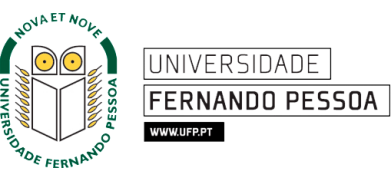 NOVA ET NOVE
UNIVERSIDADE FERNANDO PESSOA
UNIVERSIDADE
FERNANDO PESSOA
WWW.UFP.PT